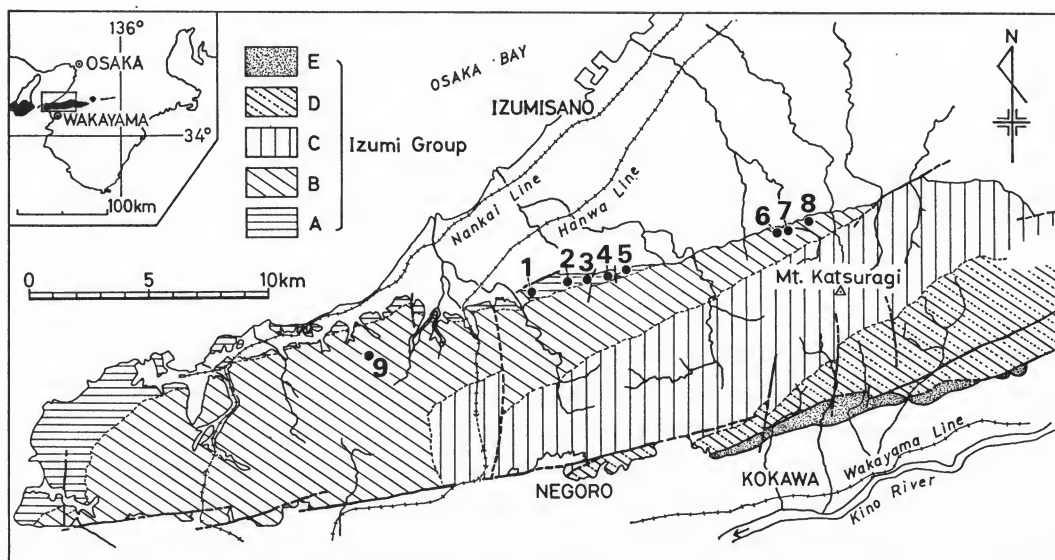 136°
OSAKA
WAKAYAMA
34°
100km
E
D
C
B
A
Izumi Group
0
5
10km
OSAKA BAY
IZUMISANO
Nankai Line
Hanwa Line
N
1
2
3
4
5
6
7
8
9
Mt. Katsuragi
NEGORO
KOKAWA
Wakayama Line
Kino River